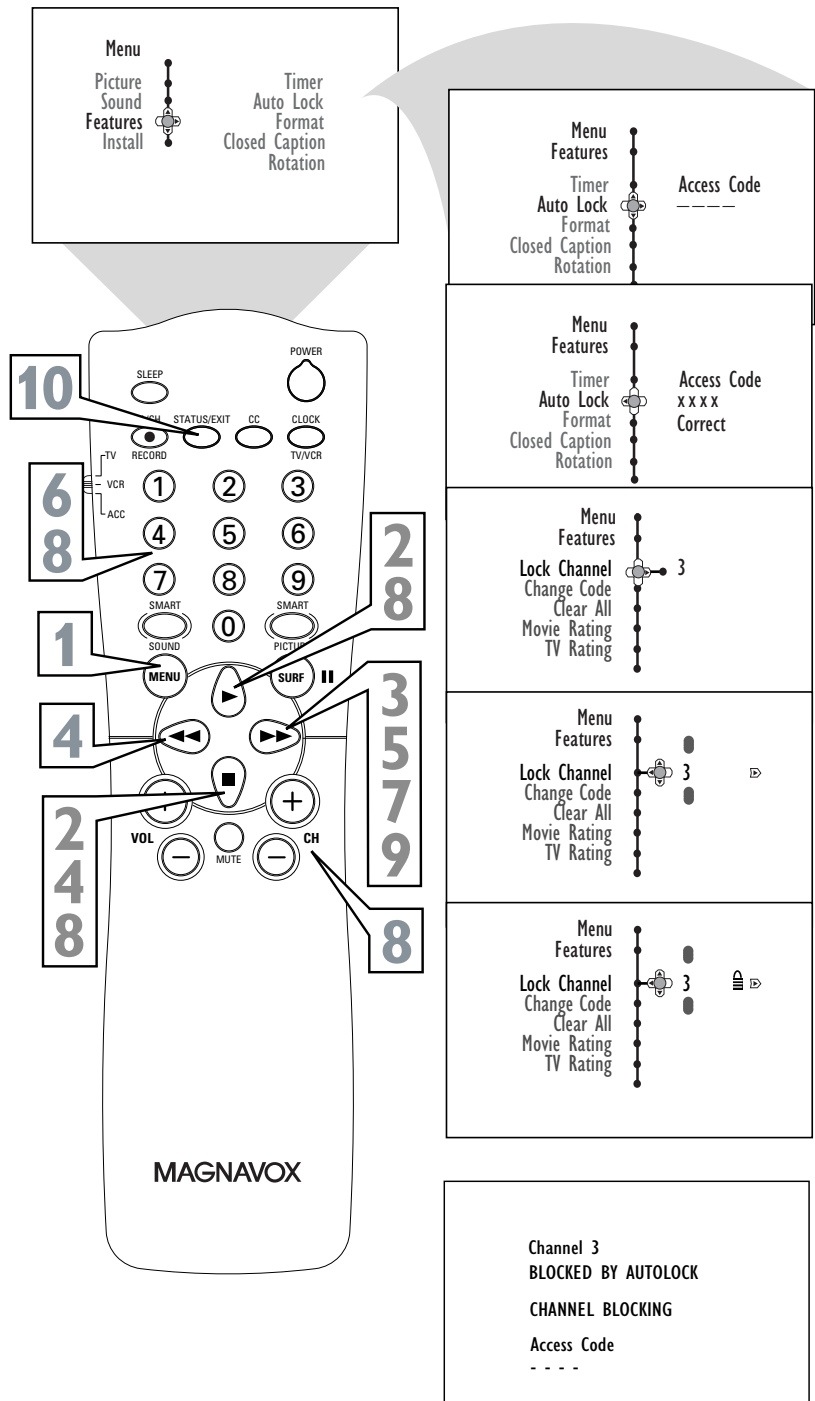 Menu
Picture
Sound
Features
Install
Timer
Auto Lock
Format
Closed Caption
Rotation
Menu
Features
Timer
Auto Lock
Format
Closed Caption
Rotation
Access Code
– – – –
Menu
Features
Timer
Auto Lock
Format
Closed Caption
Rotation
Access Code
x x x x
Correct
Menu
Features
Lock Channel 3
Change Code
Clear All
Movie Rating
TV Rating
Menu
Features
Lock Channel 3
Change Code
Clear All
Movie Rating
TV Rating
Menu
Features
Lock Channel 3
Change Code
Clear All
Movie Rating
TV Rating
Channel 3
BLOCKED BY AUTOLOCK
CHANNEL BLOCKING
Access Code
- - - -
SLEEP
POWER
STATUS/EXIT
CC
CLOCK
RECORD
TV/VCR
TV
VCR
ACC
1 2 3
4 5 6
7 8 9
SMART
0
SMART
SOUND
MENU
SURF
VOL
MUTE
CH
MAGNAVOX
10
6
8
1
4
2
4
8
2
8
3
5
7
9
8